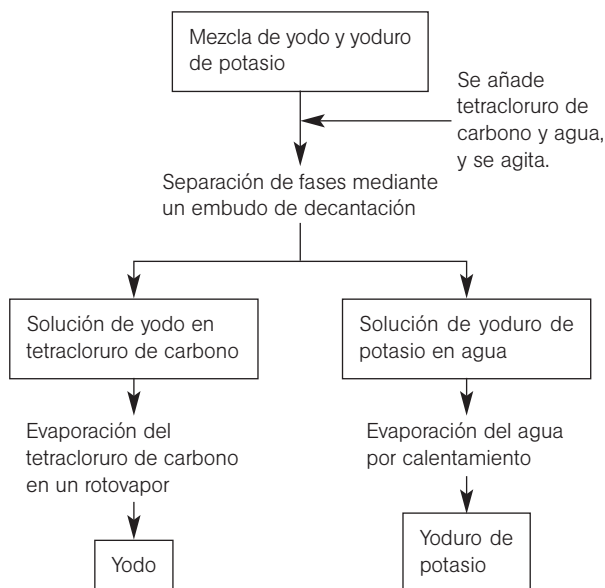 Mezcla de yodo y yoduro
de potasio
Se añade
tetracloruro de
carbono y agua,
y se agita.
Separación de fases mediante
un embudo de decantación
Solución de yodo en
tetracloruro de carbono
Solución de yoduro de
potasio en agua
Evaporación del
tetracloruro de carbono
en un rotovapor
Evaporación del agua
por calentamiento
Yodo
Yoduro de
potasio